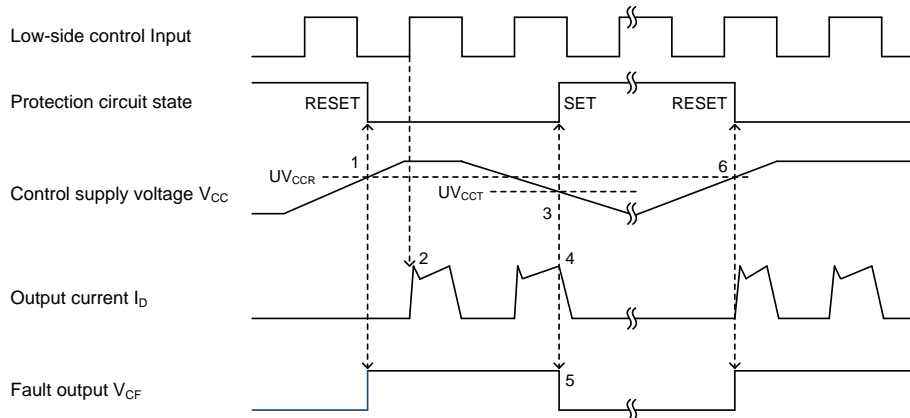 Low-side control Input
Protection circuit state
RESET
SET
RESET
1
6
UVCCR
UVCCT
Control supply voltage VCC
3
2
4
Output current ID
5
Fault output VCF